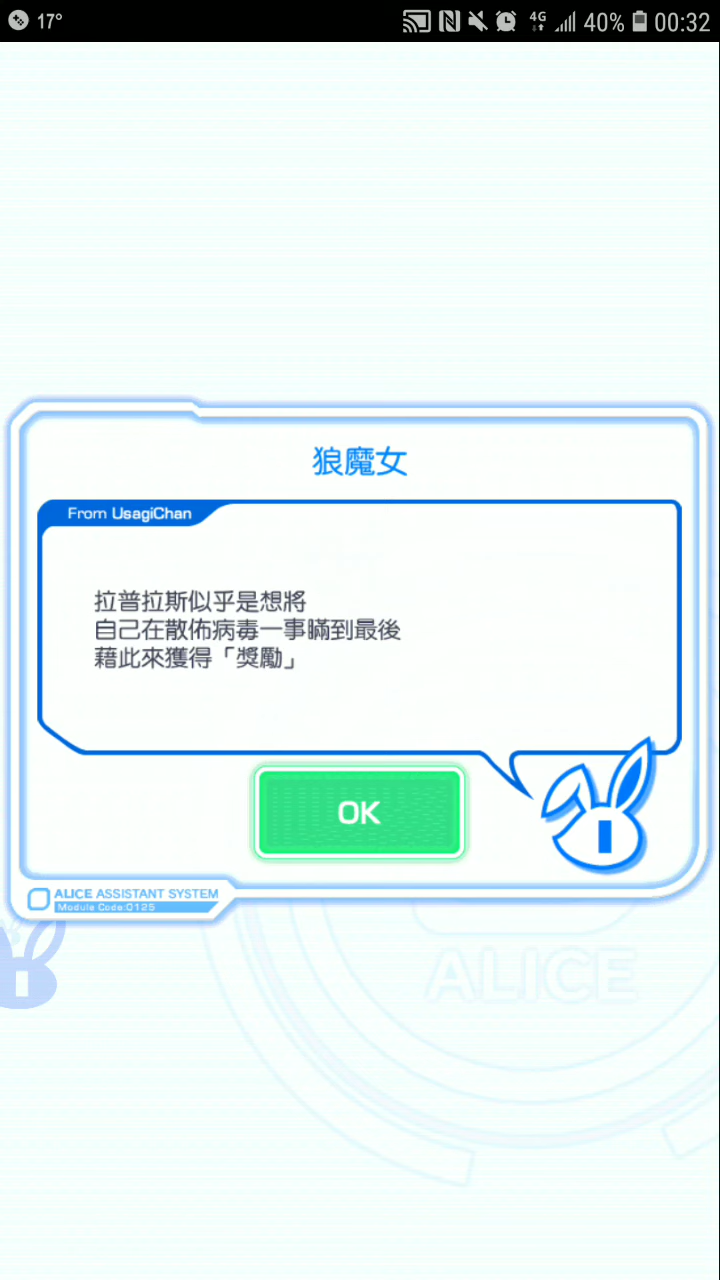 17°
4G
40%
00:32
狼魔女
From UsagiChan
拉普拉斯似乎是想將
自己在散佈病毒一事瞞到最後
藉此來獲得「獎勵」
OK
ALICE ASSISTANT SYSTEM
Module Code:0125
ALICE